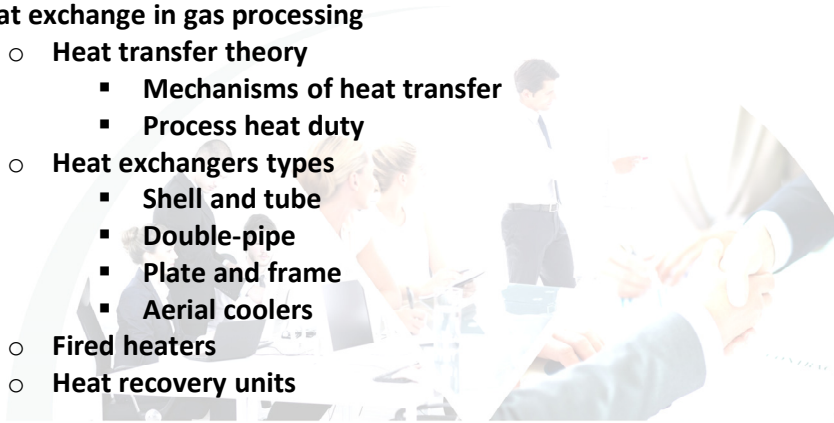 at exchange in gas processing
o Heat transfer theory
▪ Mechanisms of heat transfer
▪ Process heat duty
o Heat exchangers types
▪ Shell and tube
▪ Double-pipe
▪ Plate and frame
▪ Aerial coolers
o Fired heaters
o Heat recovery units